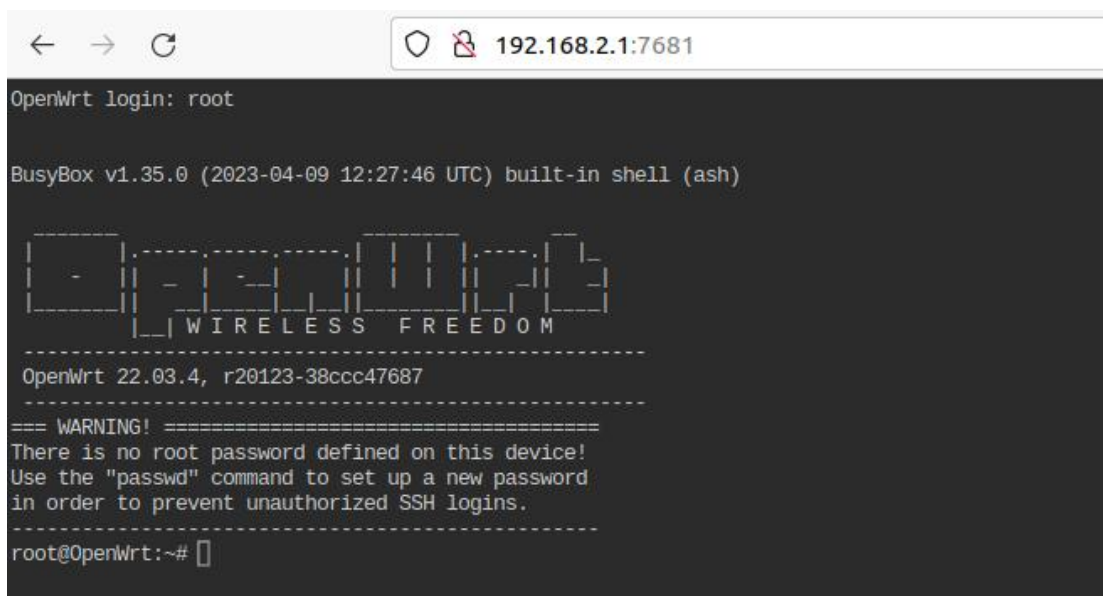 192.168.2.1:7681
OpenWrt login: root
BusyBox v1.35.0 (2023-04-09 12:27:46 UTC) built-in shell (ash)
OpenWrt
W I R E L E S S   F R E E D O M
-----------------------------------------------------
OpenWrt 22.03.4, r20123-38ccc47687
-----------------------------------------------------
=== WARNING! =====================================
There is no root password defined on this device!
Use the "passwd" command to set up a new password
in order to prevent unauthorized SSH logins.
--------------------------------------------------
root@OpenWrt:~#